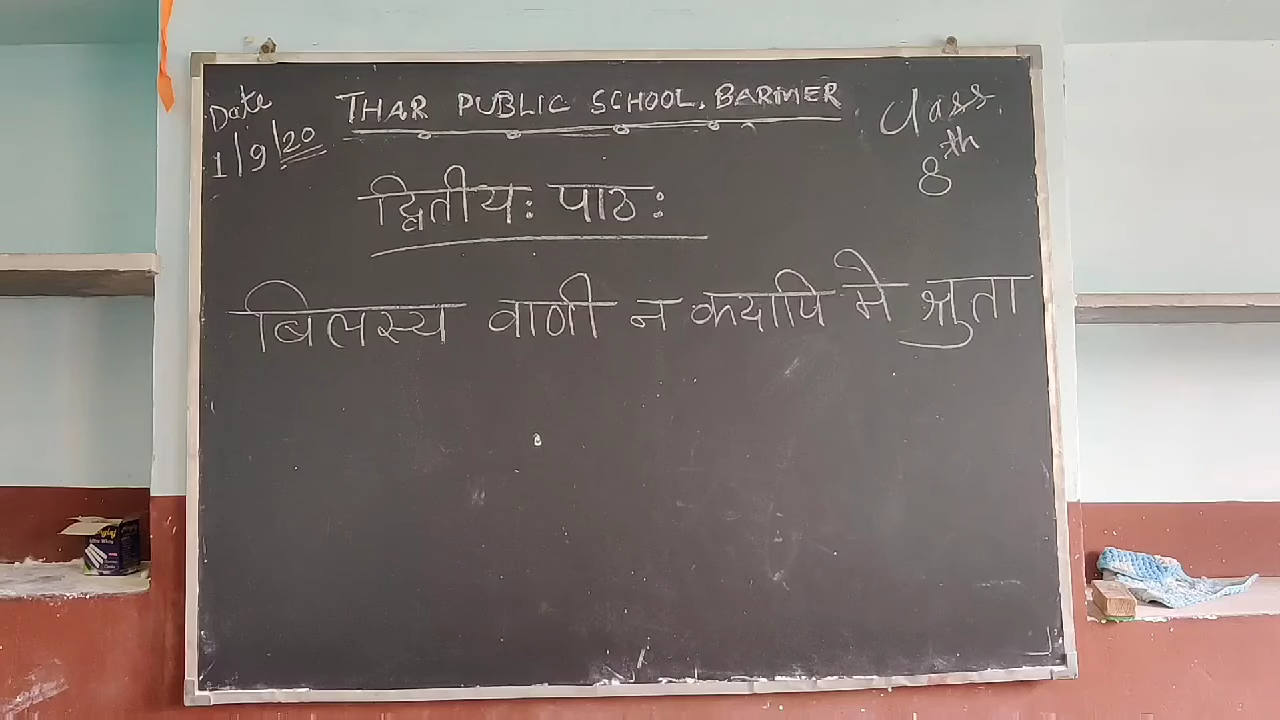 Date
1/9/20
THAR PUBLIC SCHOOL, BARMER
Class
8th
द्वितीयः पाठः
बिलस्य वाणी न कदापि मे श्रुता